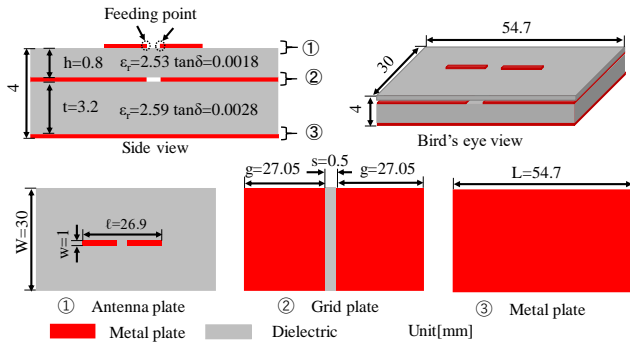 Feeding point
h=0.8
εr=2.53 tanδ=0.0018
4
t=3.2
εr=2.59 tanδ=0.0028
①
②
③
Side view
54.7
30
4
Bird's eye view
W=30
w=1
ℓ=26.9
① Antenna plate
g=27.05
s=0.5
g=27.05
② Grid plate
L=54.7
③ Metal plate
Metal plate
Dielectric
Unit[mm]